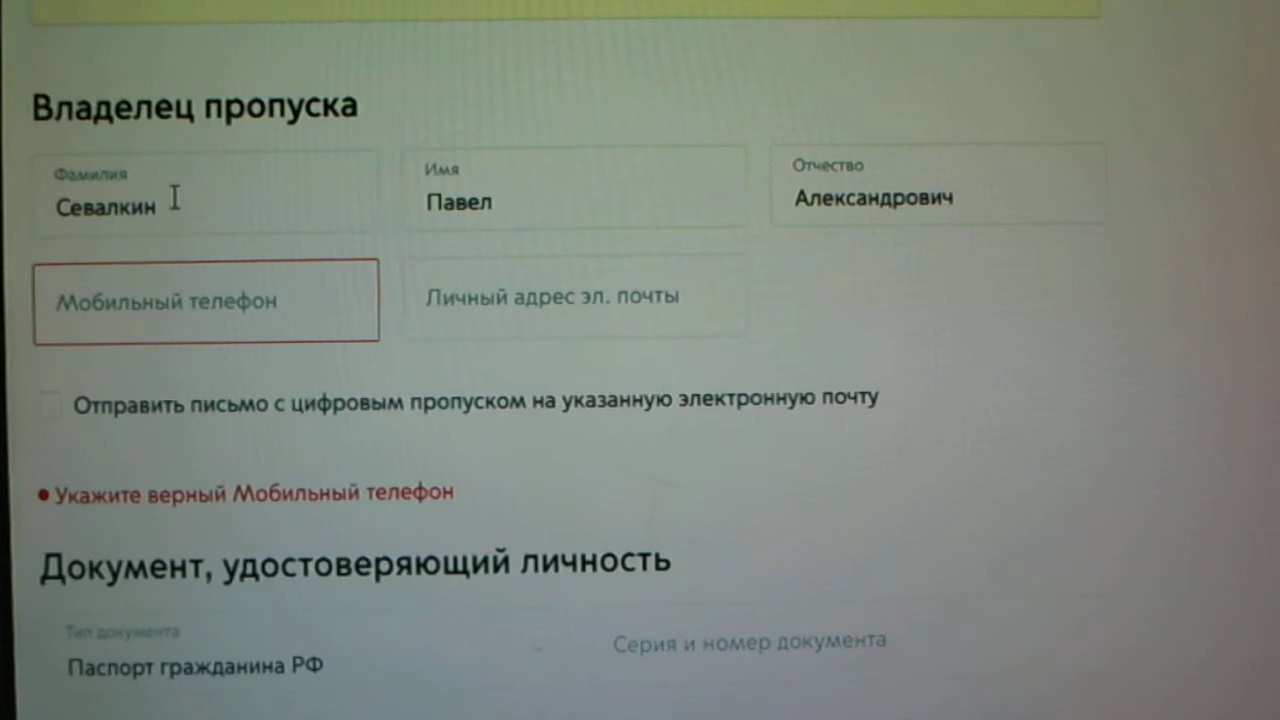 Владелец пропуска
Фамилия Имя Отчество
Севалкин Павел Александрович
Мобильный телефон Личный адрес эл. почты
Отправить письмо с цифровым пропуском на указанную электронную почту
• Укажите верный Мобильный телефон
Документ, удостоверяющий личность
Тип документа
Паспорт гражданина РФ Серия и номер документа